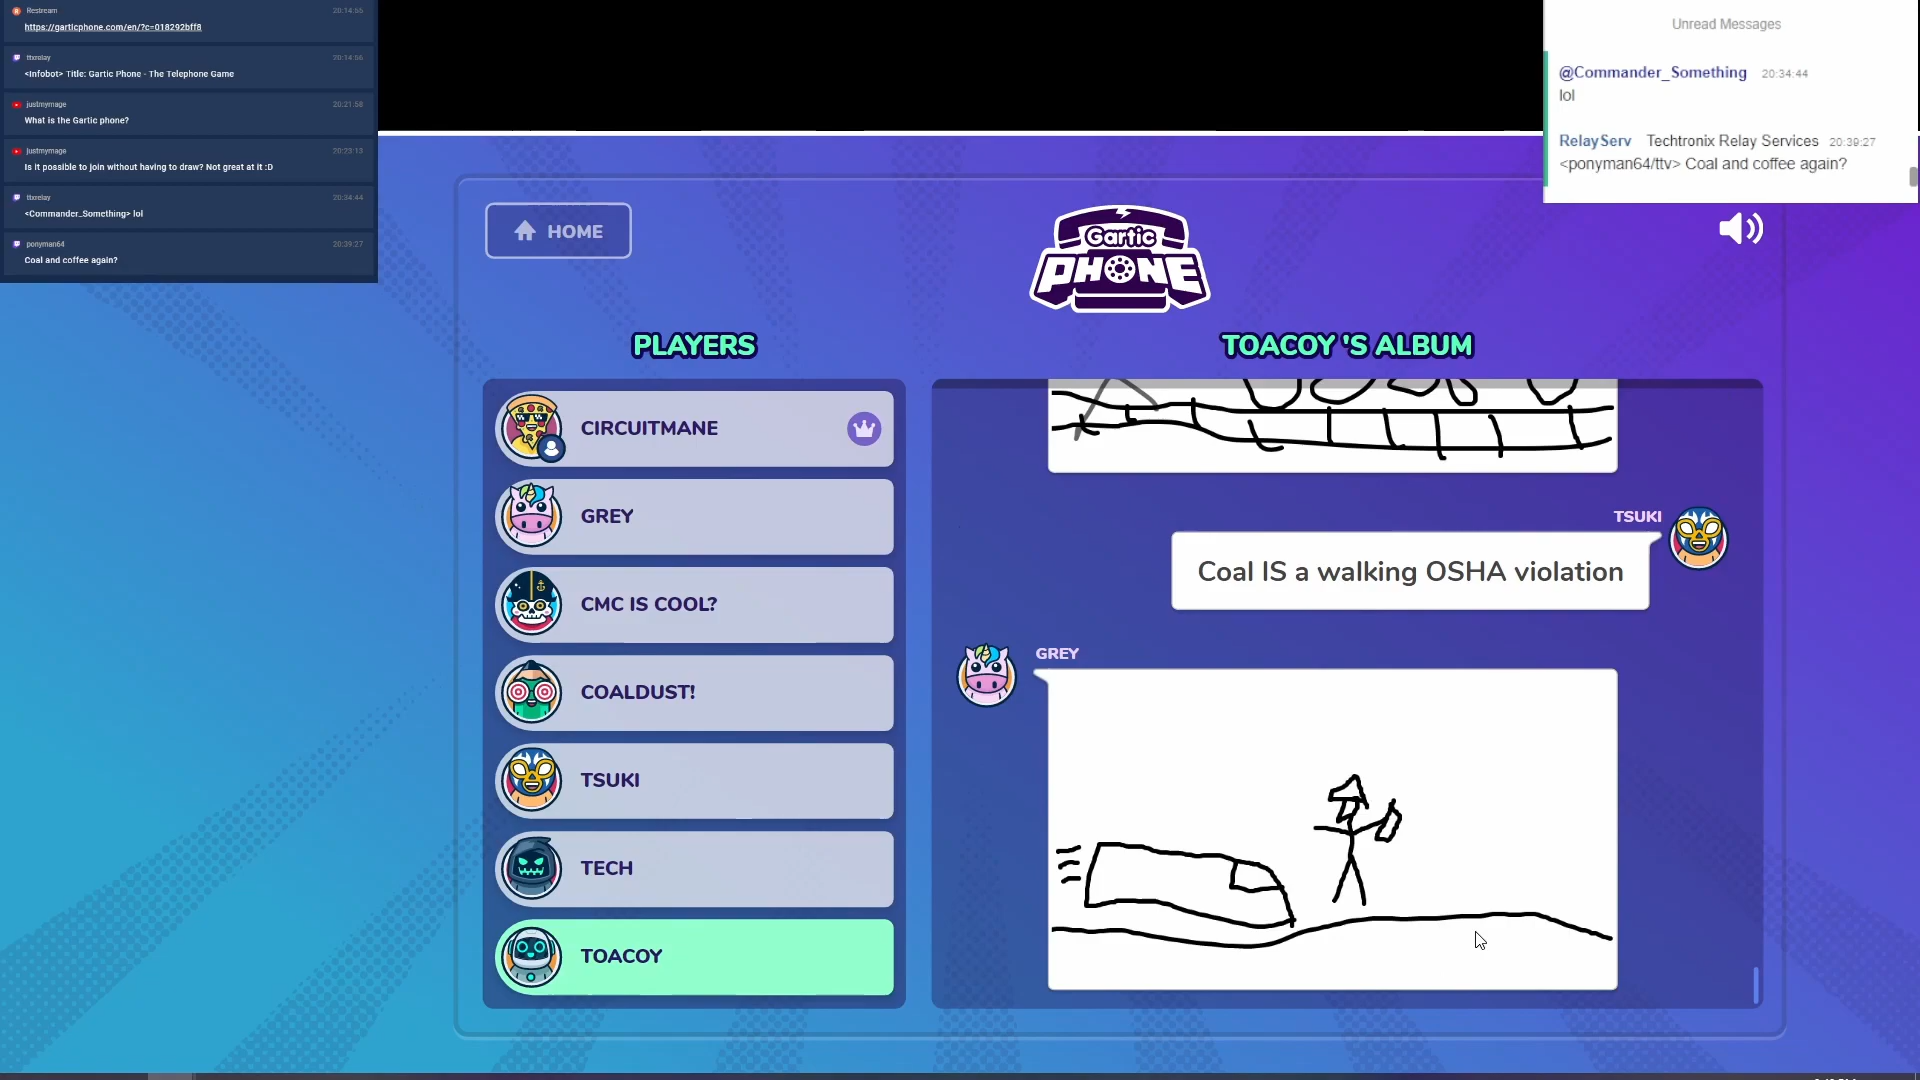 Restream 20:14:55
https://garticphone.com/en/?c=018292bff8
ttxrelay 20:14:56
<Infobot> Title: Gartic Phone - The Telephone Game
justmymage 20:21:58
What is the Gartic phone?
justmymage 20:23:13
Is it possible to join without having to draw? Not great at it :D
ttxrelay 20:34:44
<Commander_Something> lol
ponyman64 20:39:27
Coal and coffee again?
Unread Messages
@Commander_Something 20:34:44
lol
RelayServ Techtronix Relay Services 20:39:27
<ponyman64/ttv> Coal and coffee again?
HOME
Gartic
PHONE
PLAYERS
CIRCUITMANE
GREY
CMC IS COOL?
COALDUST!
TSUKI
TECH
TOACOY
TOACOY 'S ALBUM
TSUKI
Coal IS a walking OSHA violation
GREY